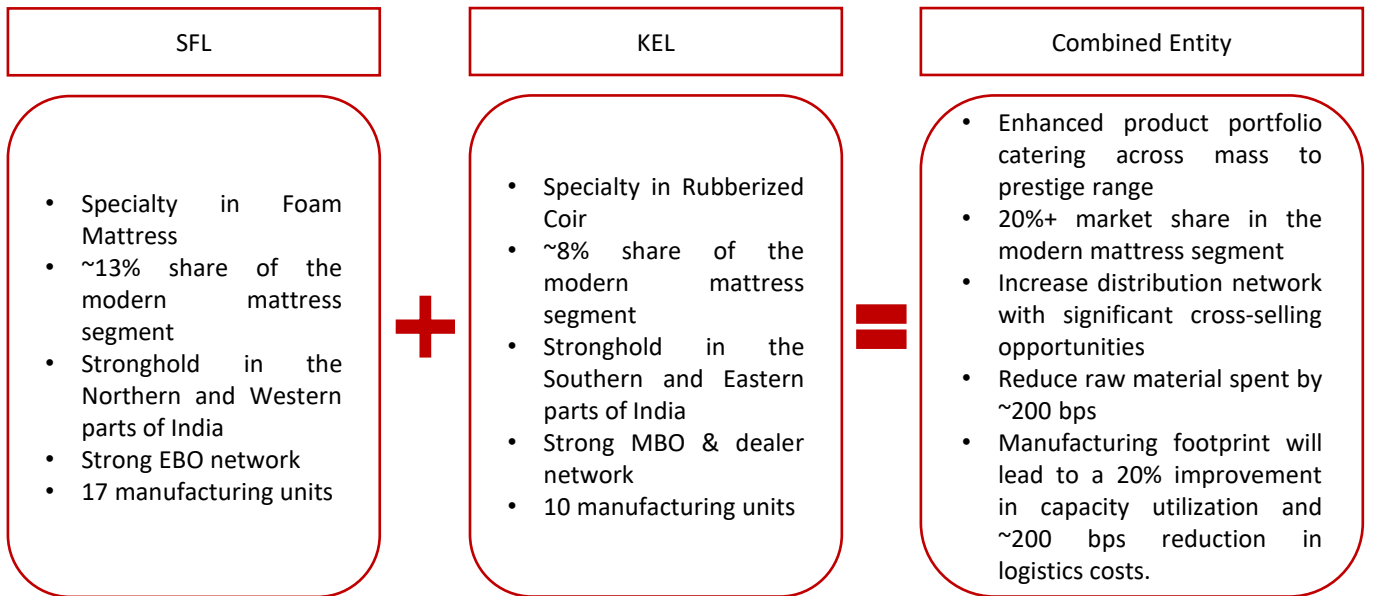 SFL
• Specialty in Foam
Mattress
• ~13% share of the
modern mattress
segment
• Stronghold in the
Northern and Western
parts of India
• Strong EBO network
• 17 manufacturing units
+
KEL
• Specialty in Rubberized
Coir
• ~8% share of the
modern mattress
segment
• Stronghold in the
Southern and Eastern
parts of India
• Strong MBO & dealer
network
• 10 manufacturing units
=
Combined Entity
• Enhanced product portfolio
catering across mass to
prestige range
• 20%+ market share in the
modern mattress segment
• Increase distribution network
with significant cross-selling
opportunities
• Reduce raw material spent by
~200 bps
• Manufacturing footprint will
lead to a 20% improvement
in capacity utilization and
~200 bps reduction in
logistics costs.